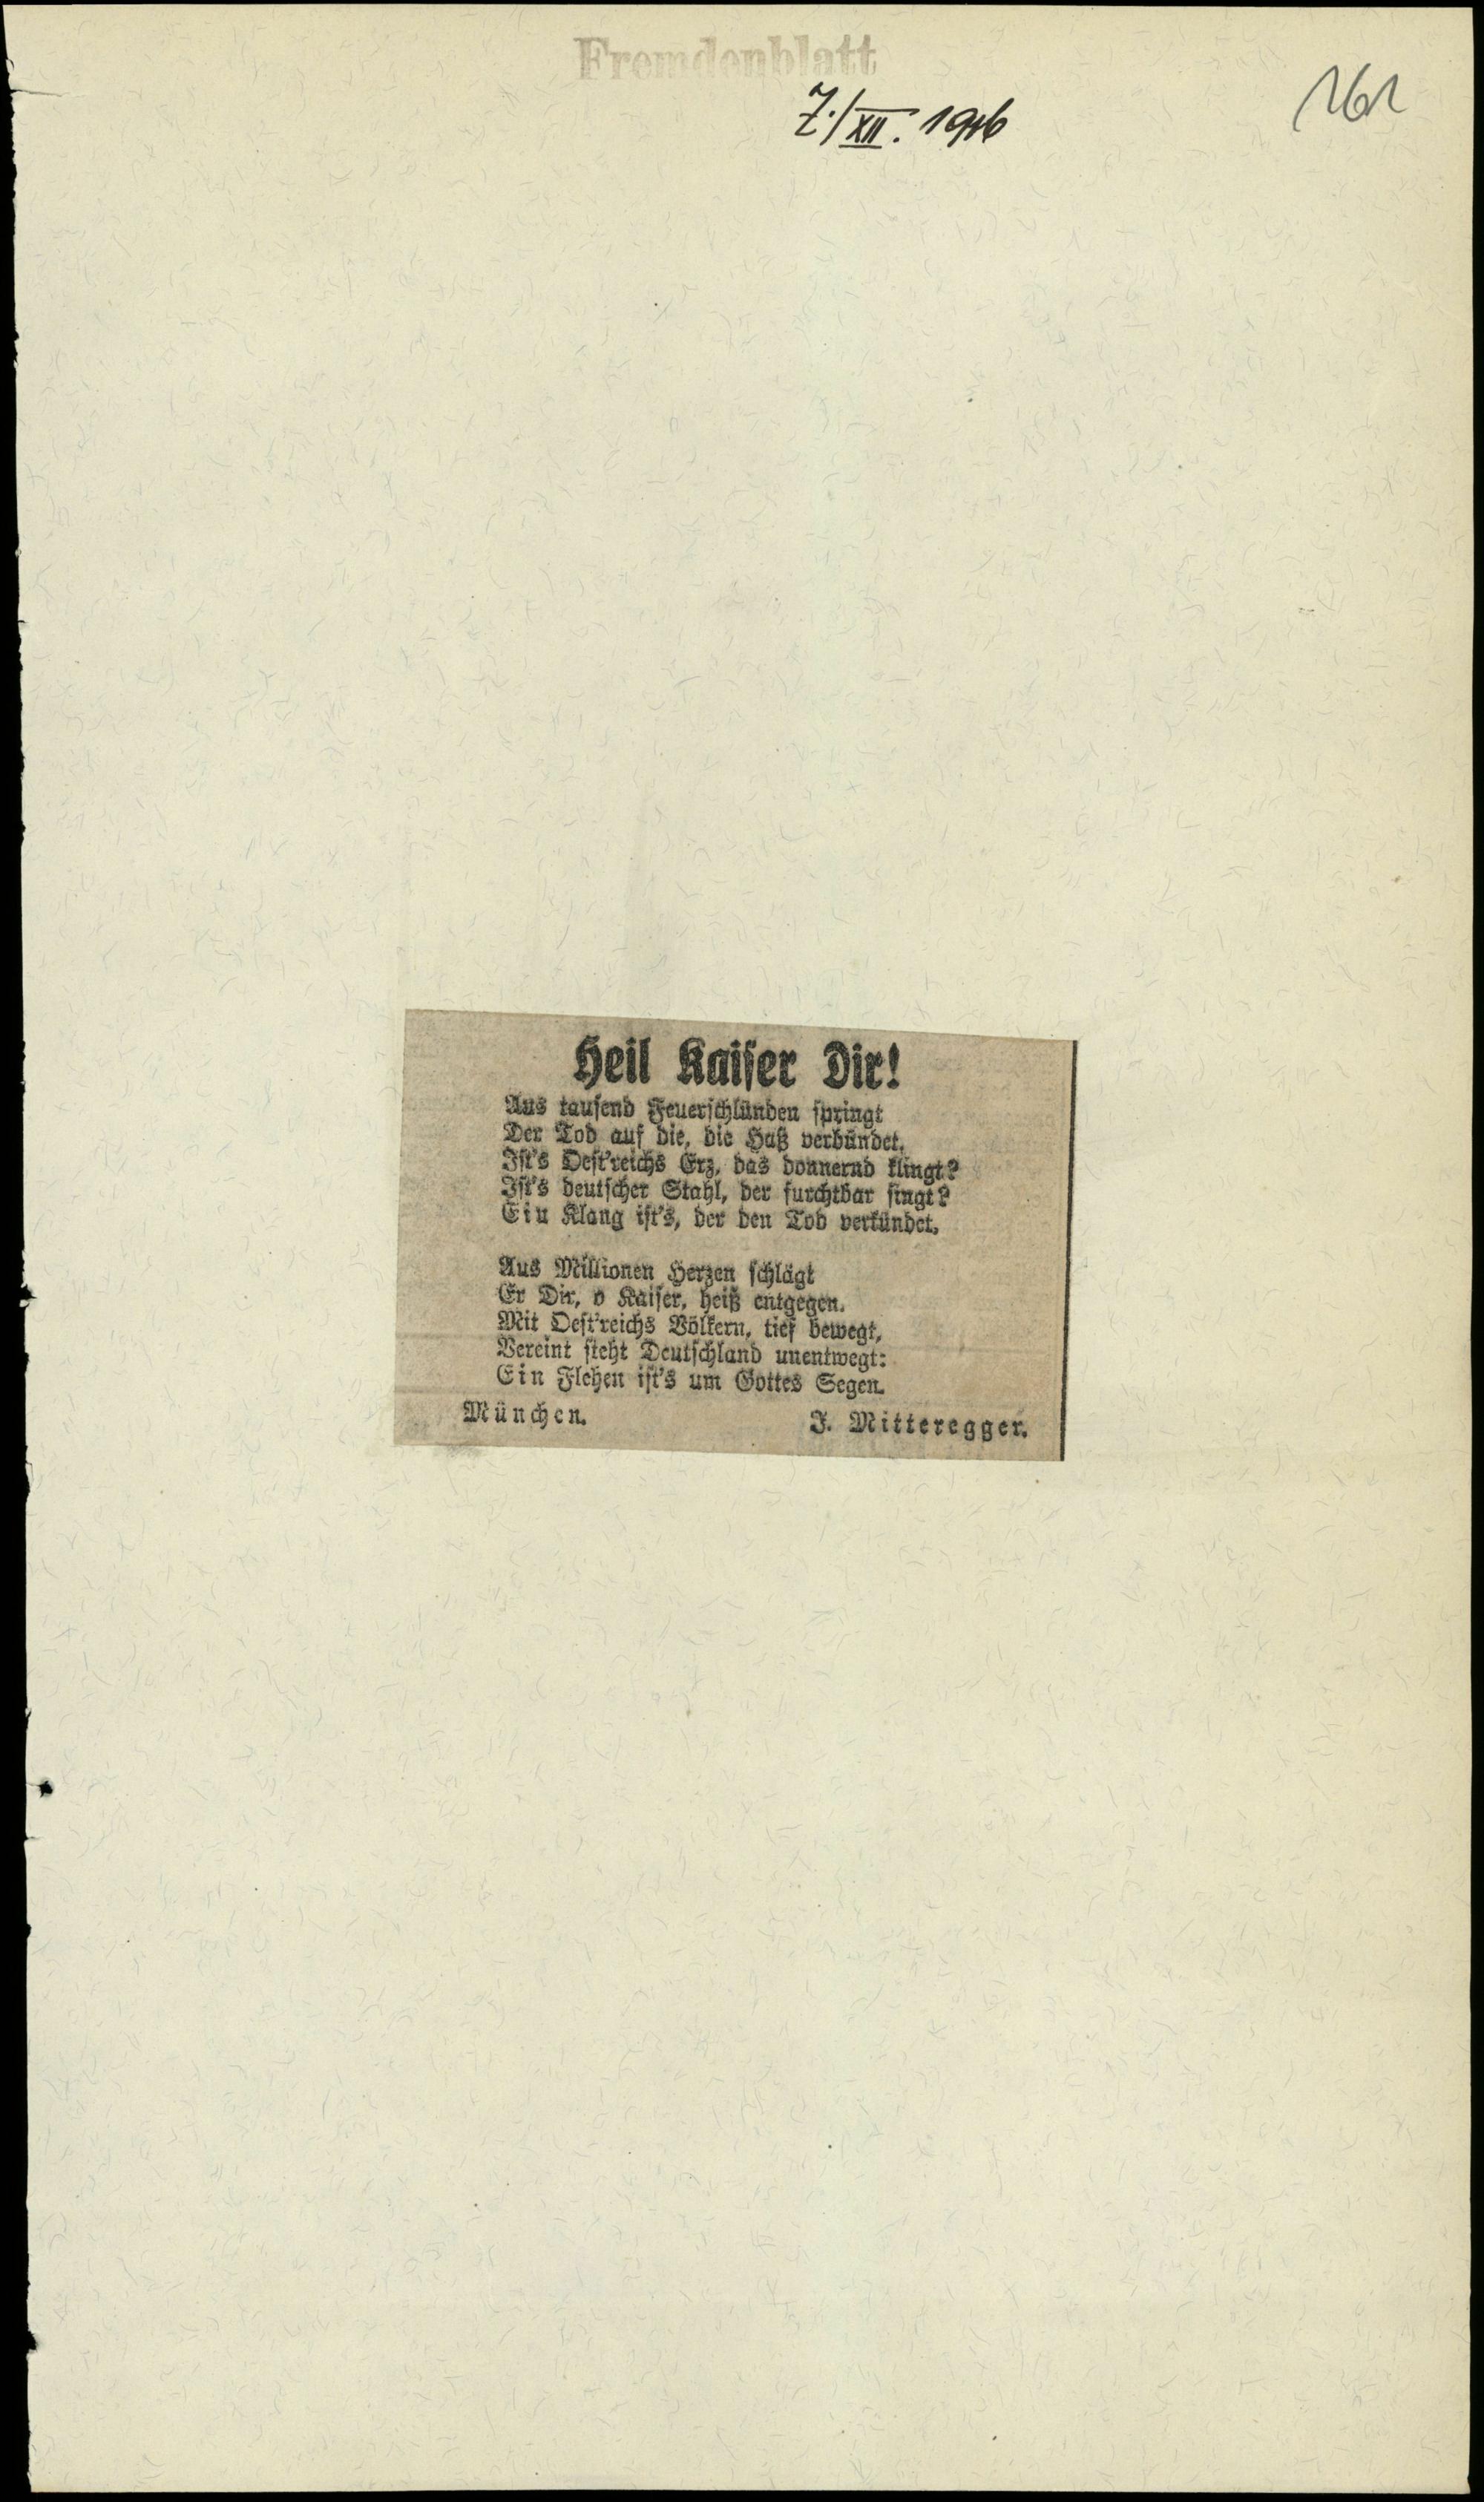 Fremdenblatt
7./XII. 1916
161
Heil Kaiser Dir!
Aus tausend Feuerschlünden springt
Der Tod auf die, die Haß verbündet.
Ist's Oest'reichs Erz, das donnernd klingt?
Ist's deutscher Stahl, der furchtbar singt?
Ein Klang ist's, der den Tod verkündet.
Aus Millionen Herzen schlägt
Er Dir, o Kaiser, heiß entgegen.
Mit Oest'reichs Völkern, tief bewegt,
Vereint steht Deutschland unentwegt:
Ein Flehen ist's um Gottes Segen.
München.
J. Mitteregger.